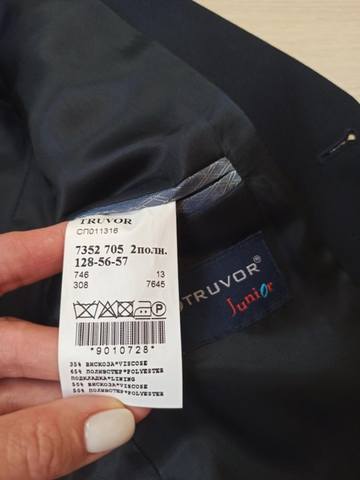 TRUVOR
СП011316
7352 705 2полн.
128-56-57
746 13
308 7645
P
*9010728*
35% ВИСКОЗА*VISCOSE
65% ПОЛИЭСТЕР*POLYESTER
ПОДКЛАДКА*LINING
50% ВИСКОЗА*VISCOSE
50% ПОЛИЭСТЕР*POLYESTER
TRUVOR®
Junior